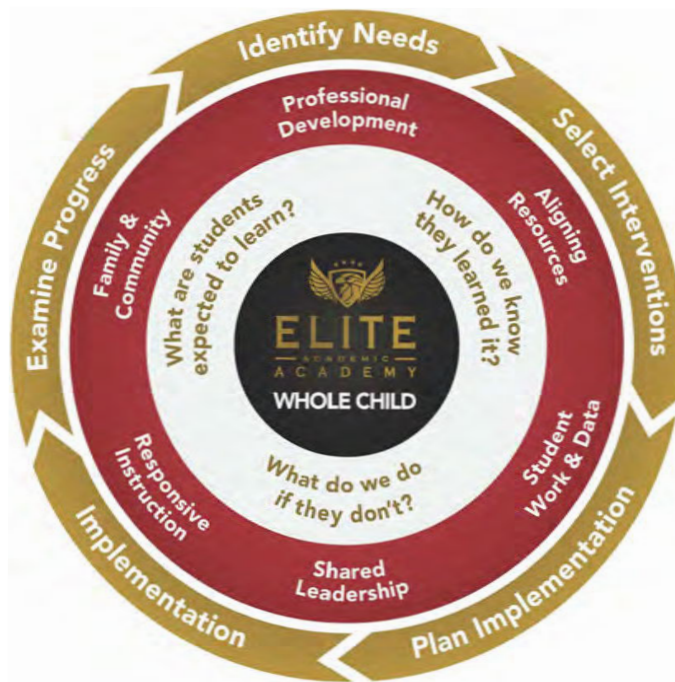 Identify Needs
Select Interventions
Plan Implementation
Implementation
Examine Progress
Professional
Development
Aligning
Resources
Student
Work & Data
Shared
Leadership
Responsive
Instruction
Family &
Community
What are students
expected to learn?
How do we know
they learned it?
What do we do
if they don't?
ELITE
ACADEMIC
ACADEMY
WHOLE CHILD